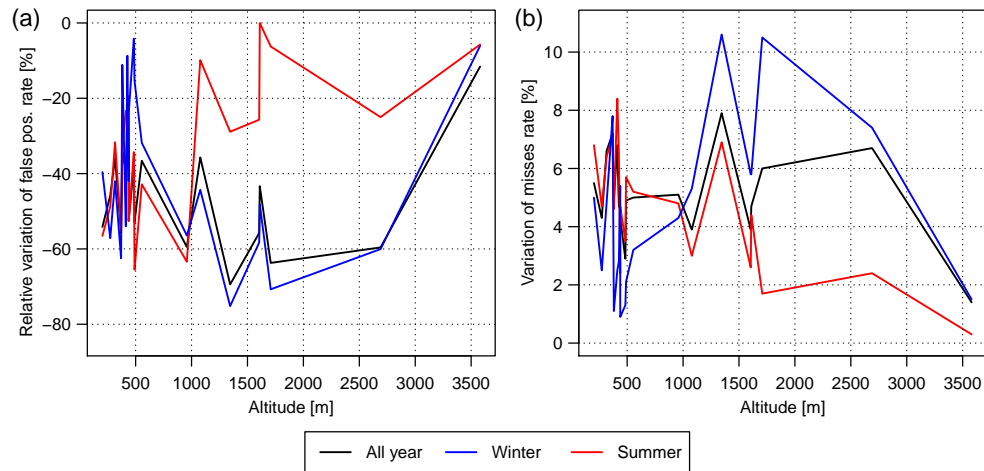 (a)
Relative variation of false pos. rate [%]
0
−20
−40
−60
−80
500 1000 1500 2000 2500 3000 3500
Altitude [m]
(b)
Variation of misses rate [%]
10
8
6
4
2
0
500 1000 1500 2000 2500 3000 3500
Altitude [m]
All year Winter Summer